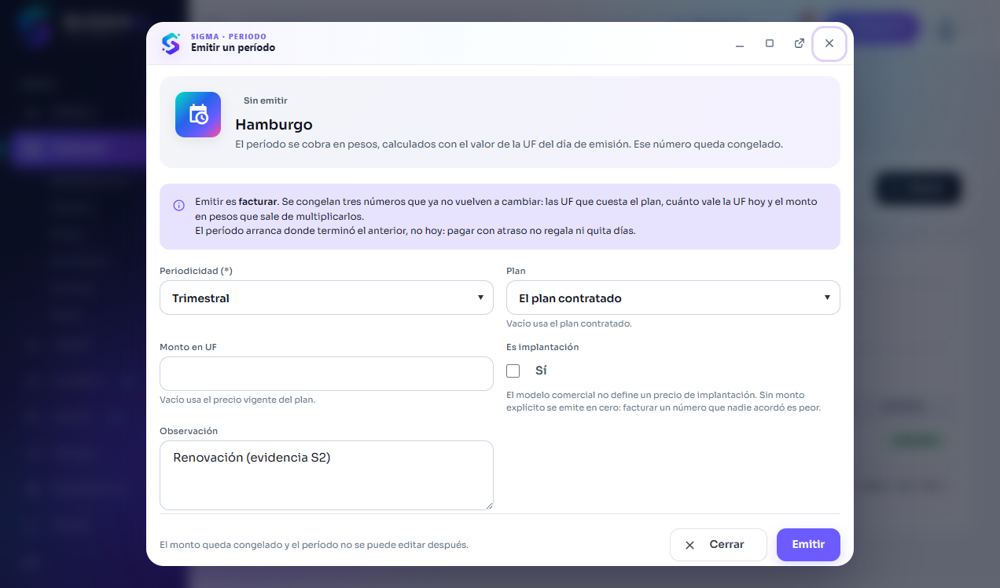 SIGMA · PERIODO
Emitir un período
Sin emitir
Hamburgo
El período se cobra en pesos, calculados con el valor de la UF del día de emisión. Ese número queda congelado.
Emitir es facturar. Se congelan tres números que ya no vuelven a cambiar: las UF que cuesta el plan, cuánto vale la UF hoy y el monto
en pesos que sale de multiplicarlos.
El período arranca donde terminó el anterior, no hoy: pagar con atraso no regala ni quita días.
Periodicidad (*)
Plan
Trimestral
El plan contratado
Vacío usa el plan contratado.
Monto en UF
Es implantación
Sí
Vacío usa el precio vigente del plan.
El modelo comercial no define un precio de implantación. Sin monto
explícito se emite en cero: facturar un número que nadie acordó es peor.
Observación
Renovación (evidencia S2)
El monto queda congelado y el período no se puede editar después.
Cerrar
Emitir